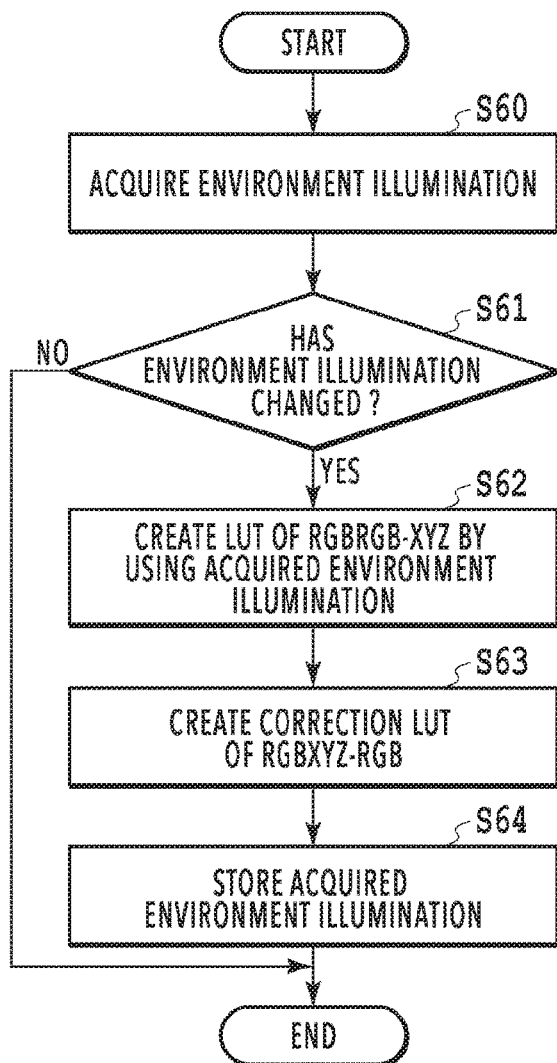 START
S60
ACQUIRE ENVIRONMENT ILLUMINATION
S61
HAS
ENVIRONMENT ILLUMINATION
CHANGED ?
NO
YES
S62
CREATE LUT OF RGBRGB-XYZ BY
USING ACQUIRED ENVIRONMENT
ILLUMINATION
S63
CREATE CORRECTION LUT
OF RGBXYZ-RGB
S64
STORE ACQUIRED
ENVIRONMENT ILLUMINATION
END